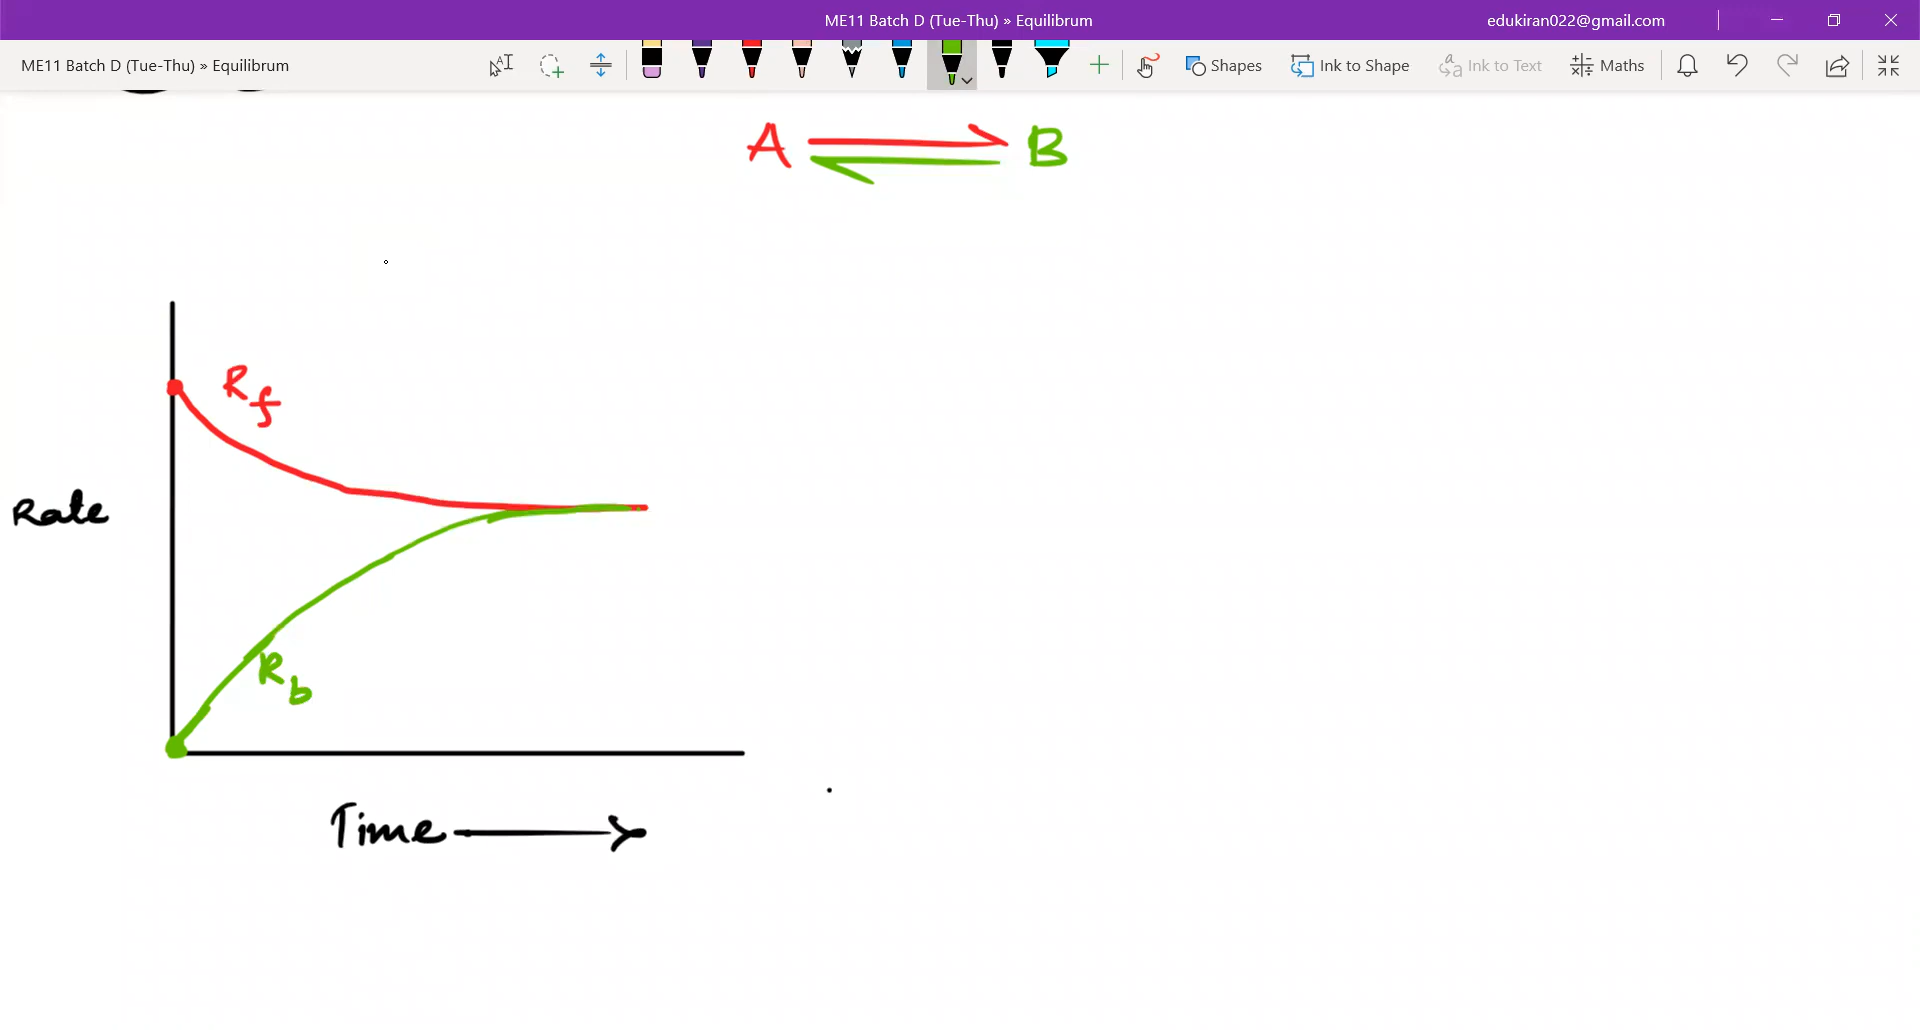 ME11 Batch D (Tue-Thu) » Equilibrum
edukiran022@gmail.com
ME11 Batch D (Tue-Thu) » Equilibrum
Shapes
Ink to Shape
Ink to Text
Maths
A B
Rf
Rate
Rb
Time